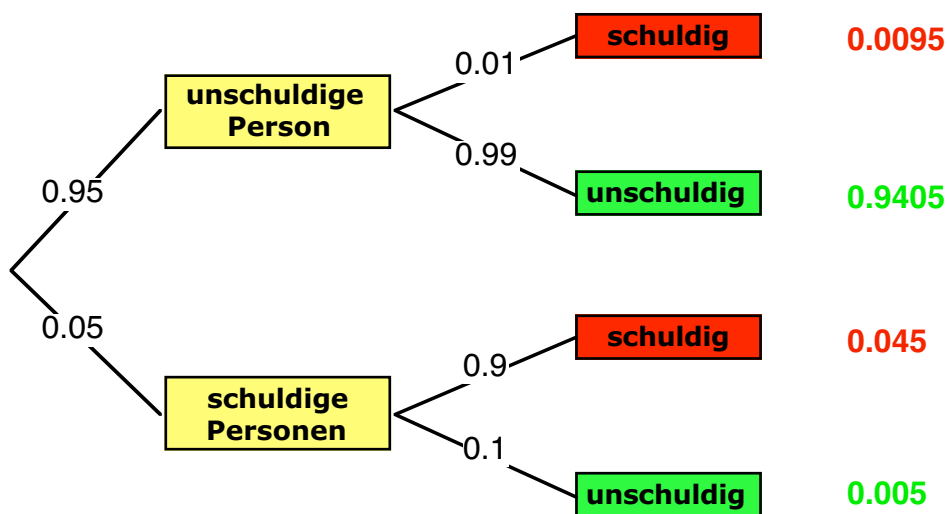 schuldig
0.0095
0.01
unschuldige
Person
0.99
0.95
unschuldig
0.9405
0.05
schuldig
0.045
0.9
schuldige
Personen
0.1
unschuldig
0.005